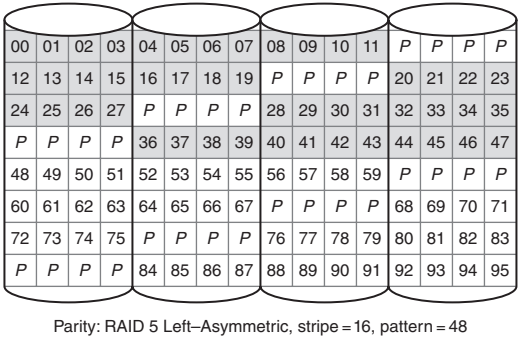 00 01 02 03 04 05 06 07 08 09 10 11 P P P P
12 13 14 15 16 17 18 19 P P P P 20 21 22 23
24 25 26 27 P P P P 28 29 30 31 32 33 34 35
P P P P 36 37 38 39 40 41 42 43 44 45 46 47
48 49 50 51 52 53 54 55 56 57 58 59 P P P P
60 61 62 63 64 65 66 67 P P P P 68 69 70 71
72 73 74 75 P P P P 76 77 78 79 80 81 82 83
P P P P 84 85 86 87 88 89 90 91 92 93 94 95
Parity: RAID 5 Left–Asymmetric, stripe = 16, pattern = 48